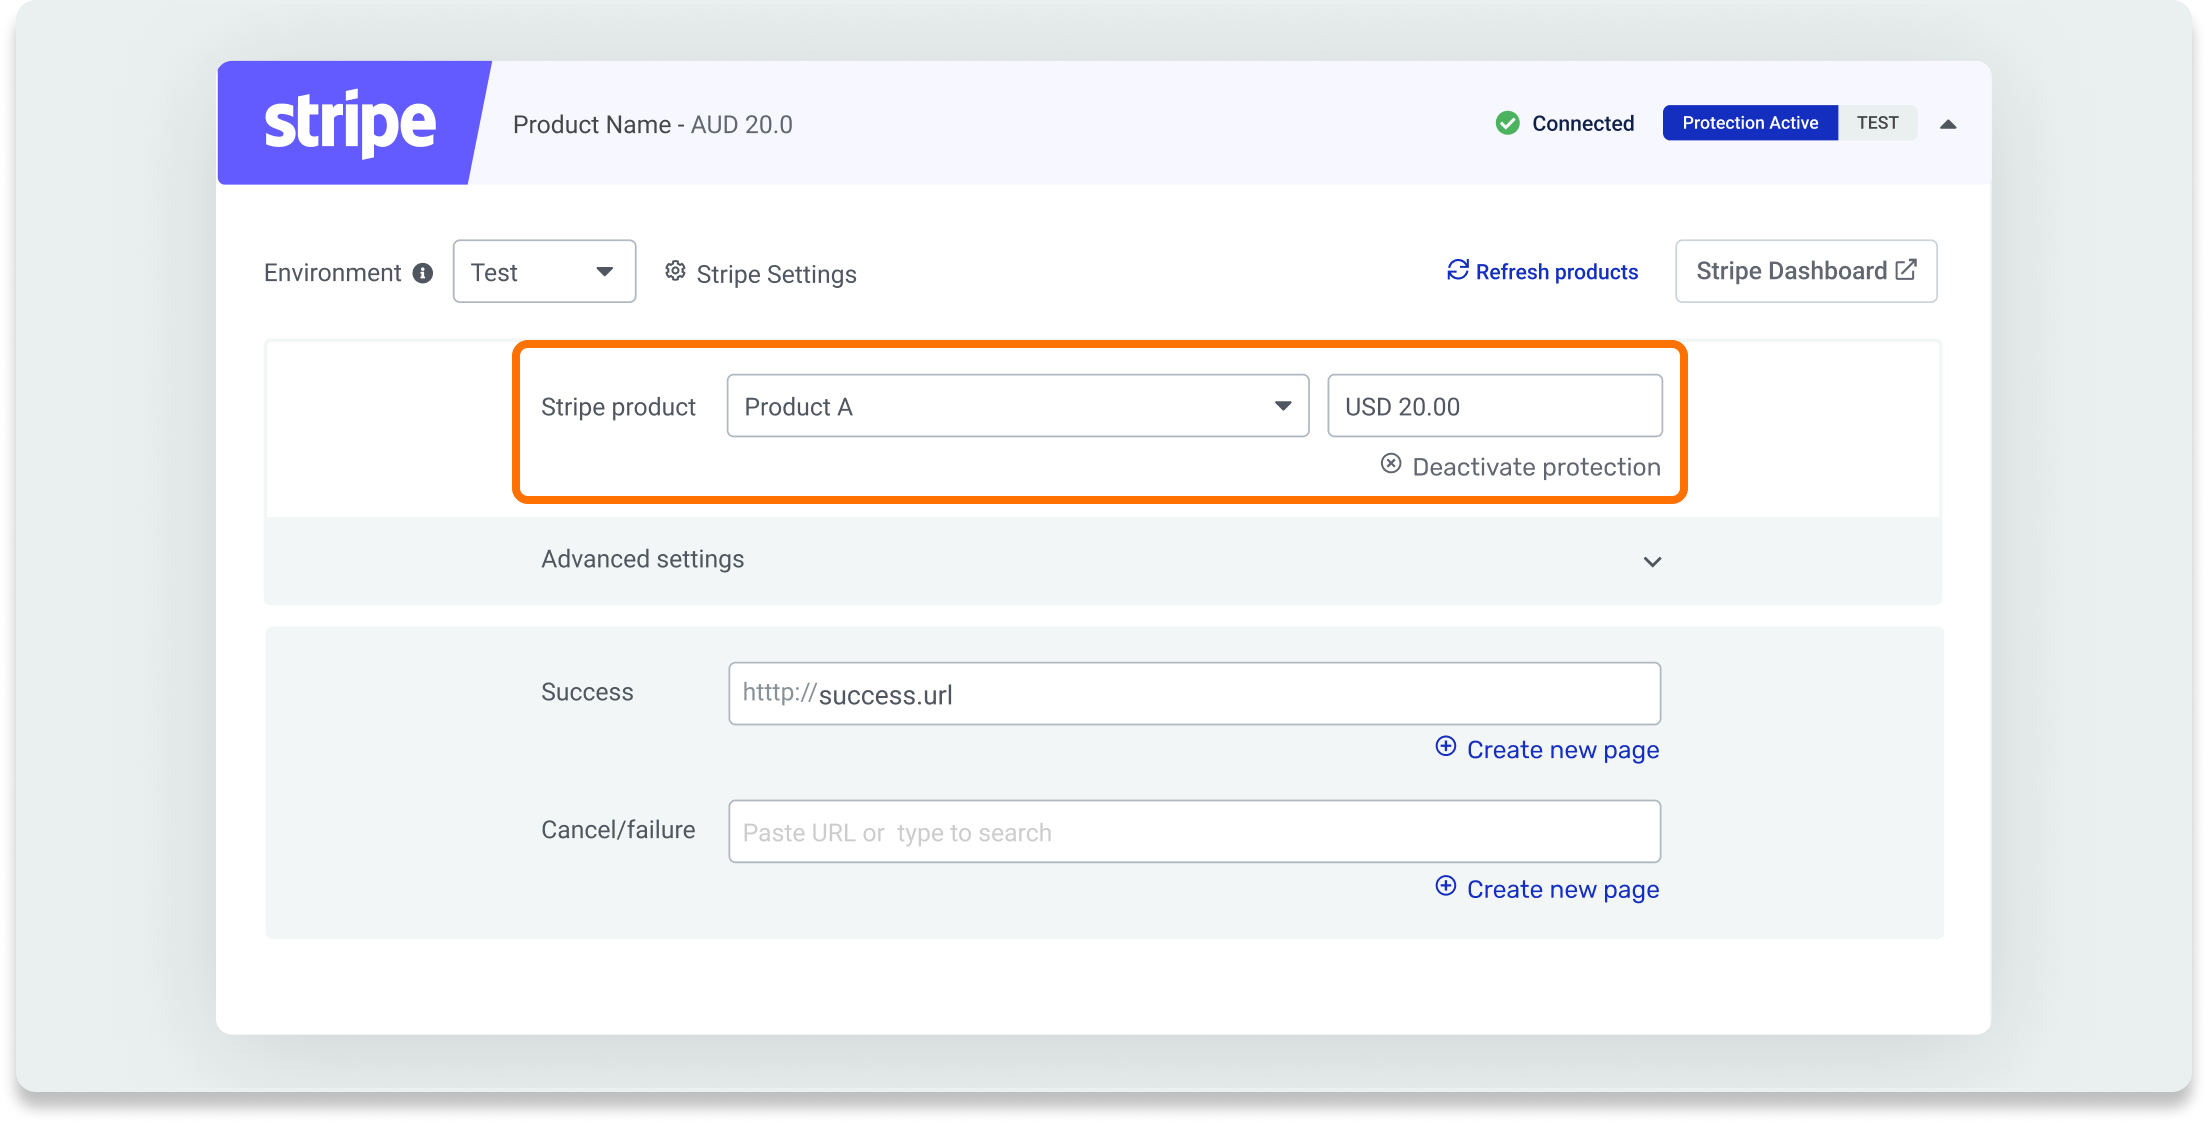 stripe
Product Name - AUD 20.0
Connected
Protection Active
TEST
Environment
Test
Stripe Settings
Refresh products
Stripe Dashboard
Stripe product
Product A
USD 20.00
Deactivate protection
Advanced settings
Success
htttp://success.url
Create new page
Cancel/failure
Paste URL or  type to search
Create new page